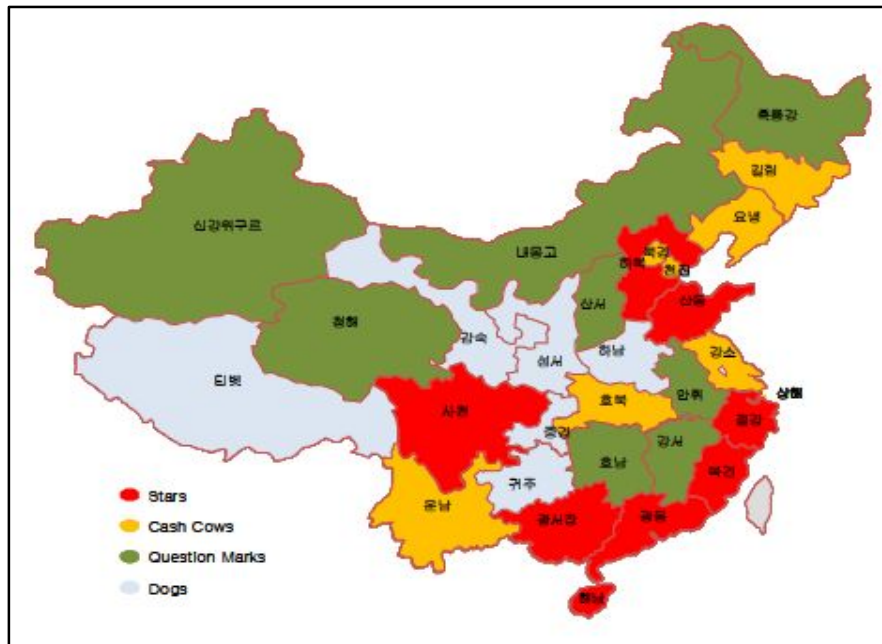 흑룡강
길림
요녕
신강위구르
내몽고
북경
하북
천진
산동
산서
청해
감숙
섬서
하남
강소
티벳
안휘
상해
사천
호북
중경
절강
강서
호남
복건
귀주
운남
광서장
광동
해남
Stars
Cash Cows
Question Marks
Dogs